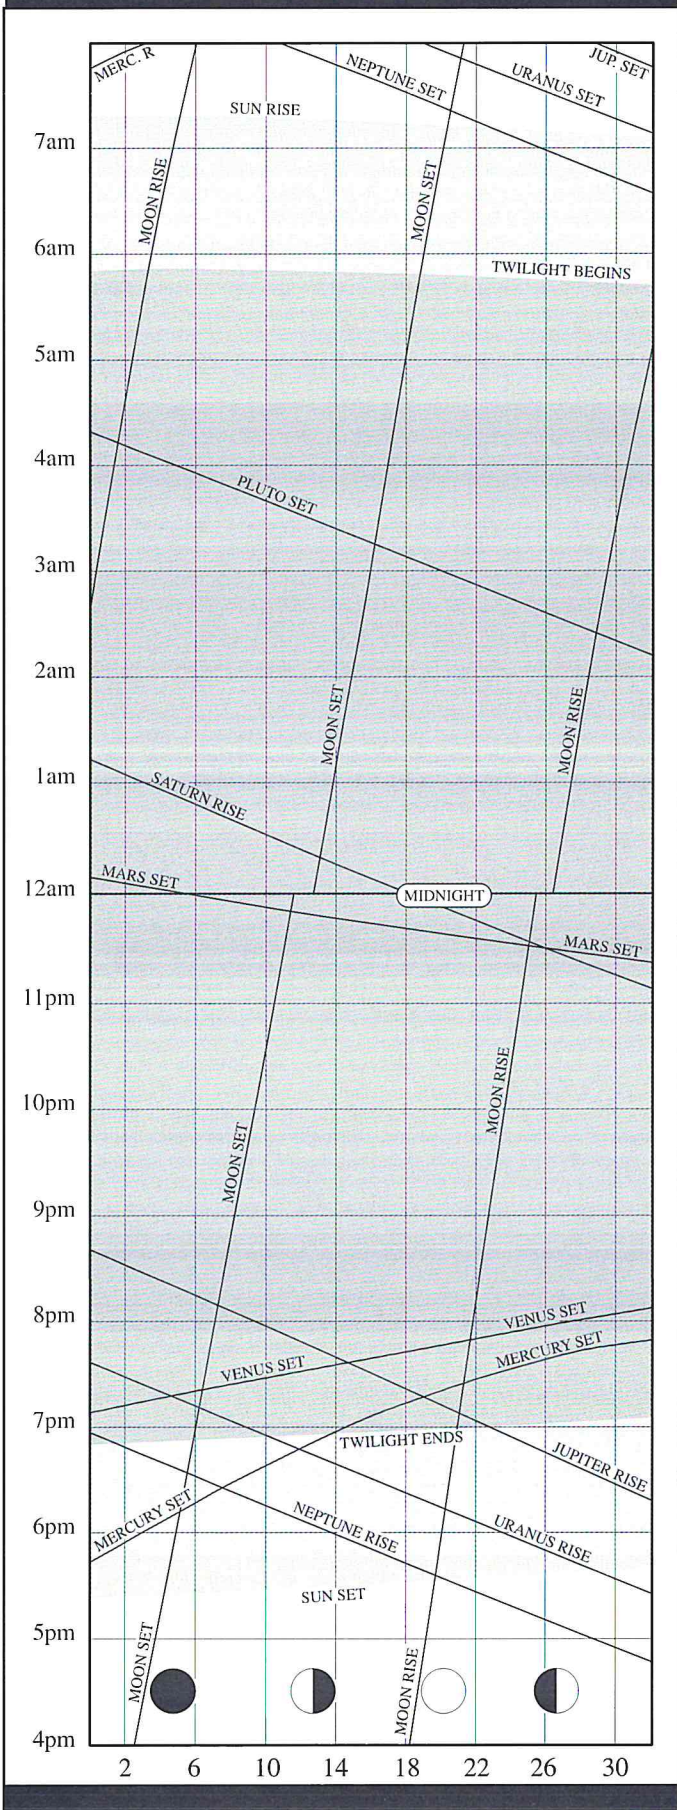 MERC. R
NEPTUNE SET
URANUS SET
JUP. SET
SUN RISE
7am
MOON RISE
MOON SET
6am
TWILIGHT BEGINS
5am
4am
PLUTO SET
3am
2am
MOON SET
MOON RISE
1am
SATURN RISE
MARS SET
12am
MIDNIGHT
MARS SET
11pm
MOON RISE
10pm
MOON SET
9pm
8pm
VENUS SET
MERCURY SET
VENUS SET
7pm
TWILIGHT ENDS
JUPITER RISE
MERCURY SET
NEPTUNE RISE
URANUS RISE
6pm
SUN SET
5pm
MOON SET
MOON RISE
4pm
2 6 10 14 18 22 26 30